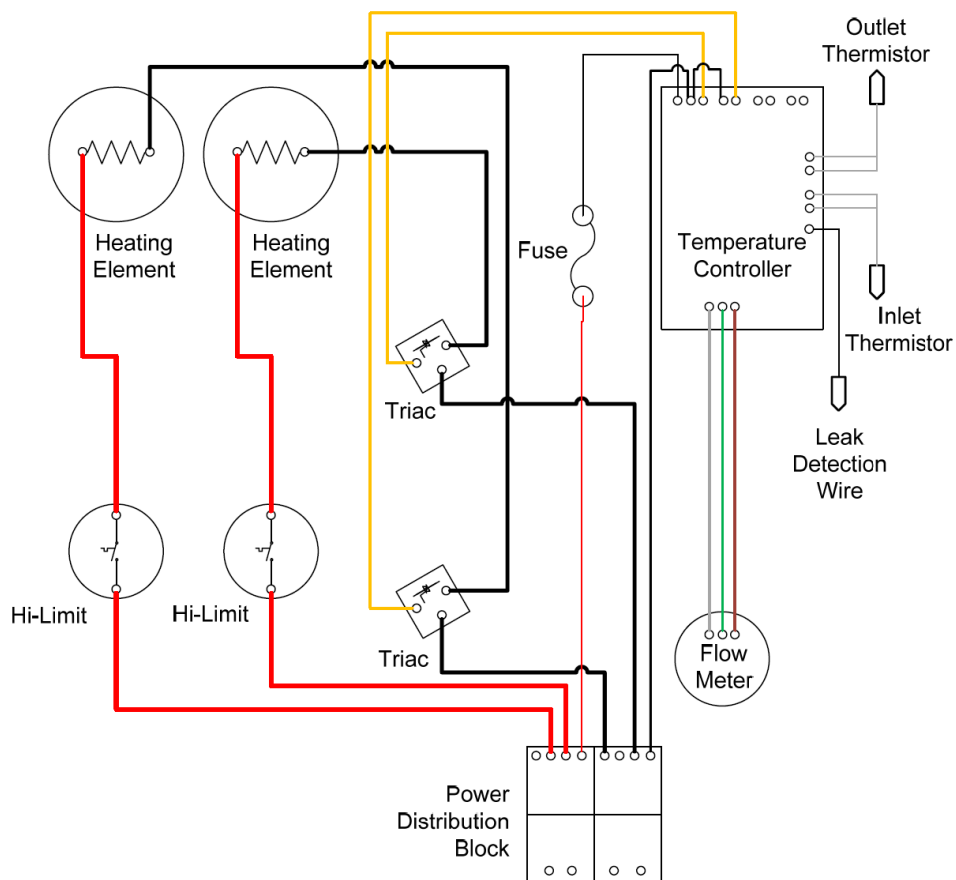 Outlet
Thermistor
Heating
Element
Heating
Element
Fuse
Temperature
Controller
Inlet
Thermistor
Triac
Leak
Detection
Wire
Hi-Limit
Hi-Limit
Triac
Flow
Meter
Power
Distribution
Block